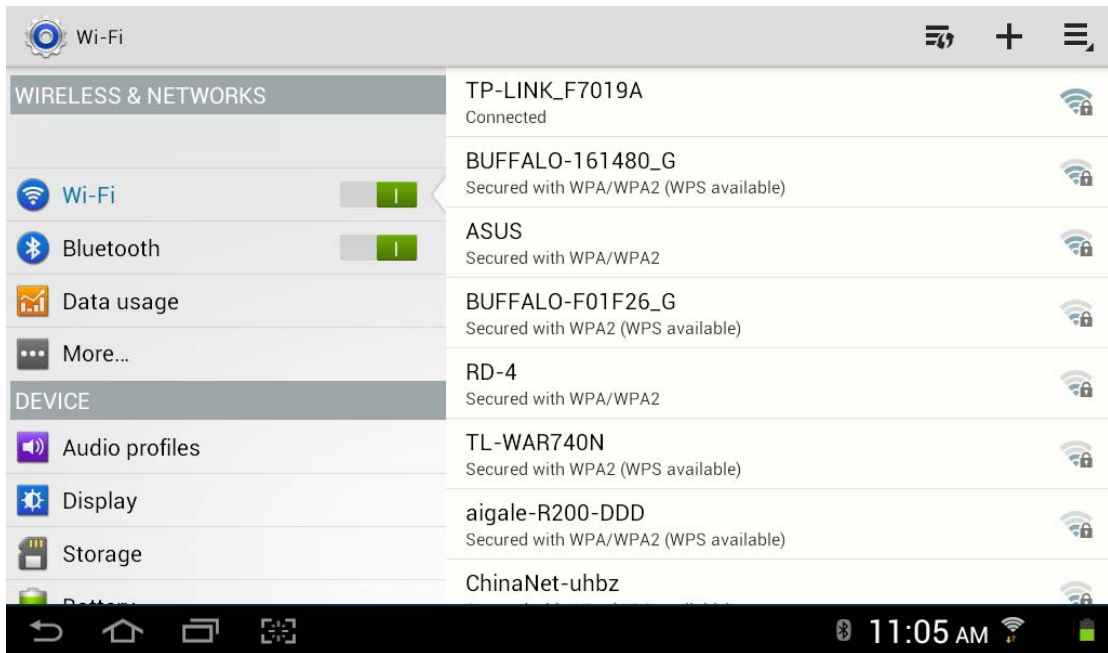 Wi-Fi
WIRELESS & NETWORKS
Wi-Fi
Bluetooth
Data usage
More...
DEVICE
Audio profiles
Display
Storage
TP-LINK_F7019A
Connected
BUFFALO-161480_G
Secured with WPA/WPA2 (WPS available)
ASUS
Secured with WPA/WPA2
BUFFALO-F01F26_G
Secured with WPA2 (WPS available)
RD-4
Secured with WPA/WPA2
TL-WAR740N
Secured with WPA2 (WPS available)
aigale-R200-DDD
Secured with WPA/WPA2 (WPS available)
ChinaNet-uhbz
11:05 AM